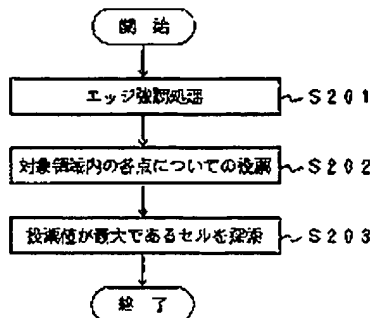 開 始
エッジ強調処理 S201
対象領域内の各点についての投票 S202
投票値が最大であるセルを探索 S203
終 了